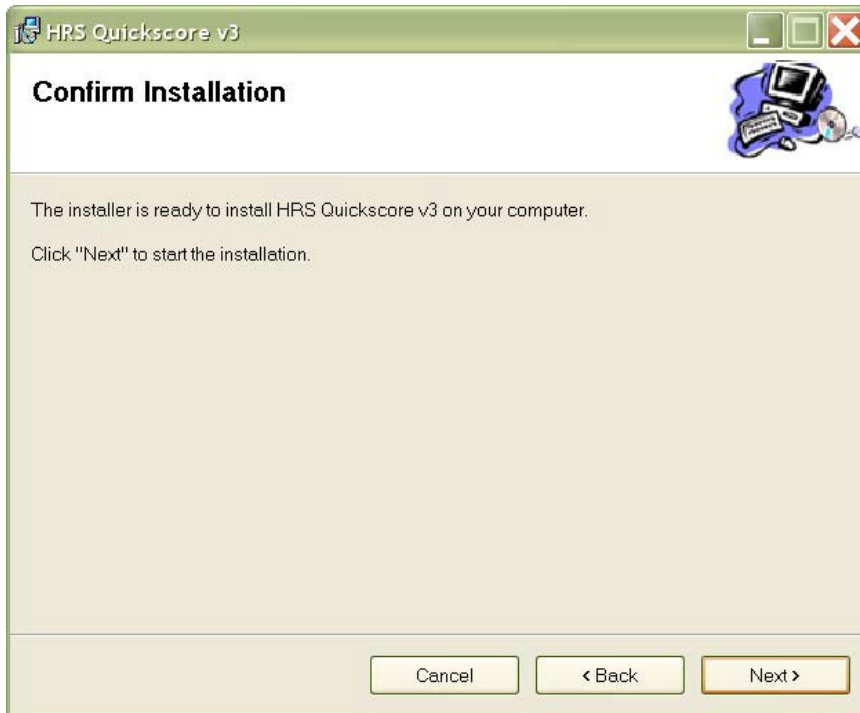 HRS Quickscore v3
Confirm Installation
The installer is ready to install HRS Quickscore v3 on your computer.
Click "Next" to start the installation.
Cancel
< Back
Next >